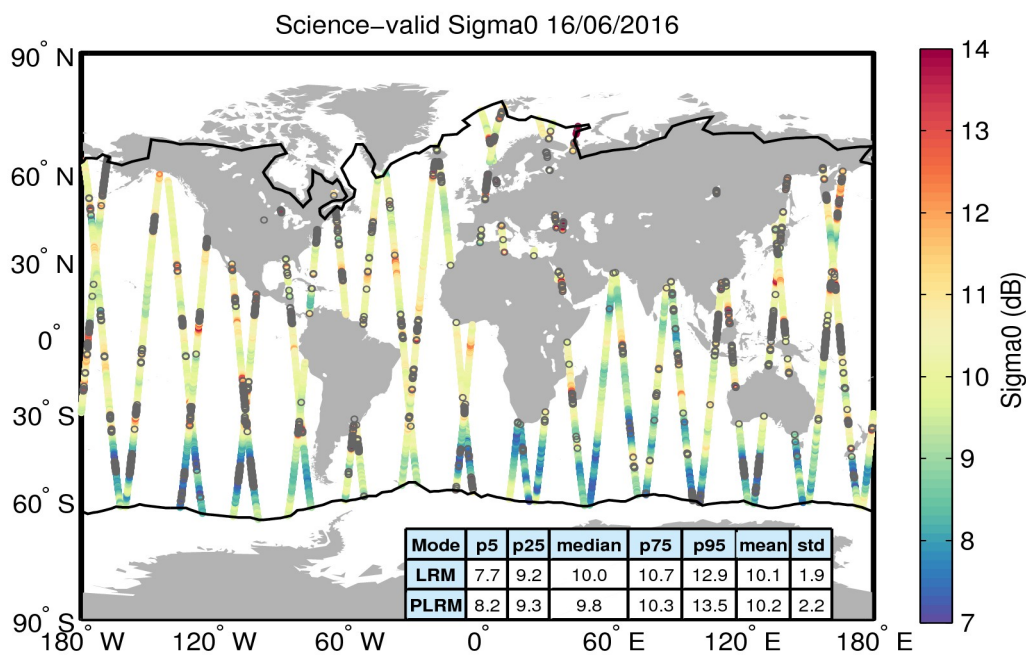 Science-valid Sigma0 16/06/2016
90° N
60° N
30° N
0°
30° S
60° S
90° S
180° W
120° W
60° W
0°
60° E
120° E
180° E
14
13
12
11
10
9
8
7
Sigma0 (dB)
Mode p5 p25 median p75 p95 mean std
LRM 7.7 9.2 10.0 10.7 12.9 10.1 1.9
PLRM 8.2 9.3 9.8 10.3 13.5 10.2 2.2